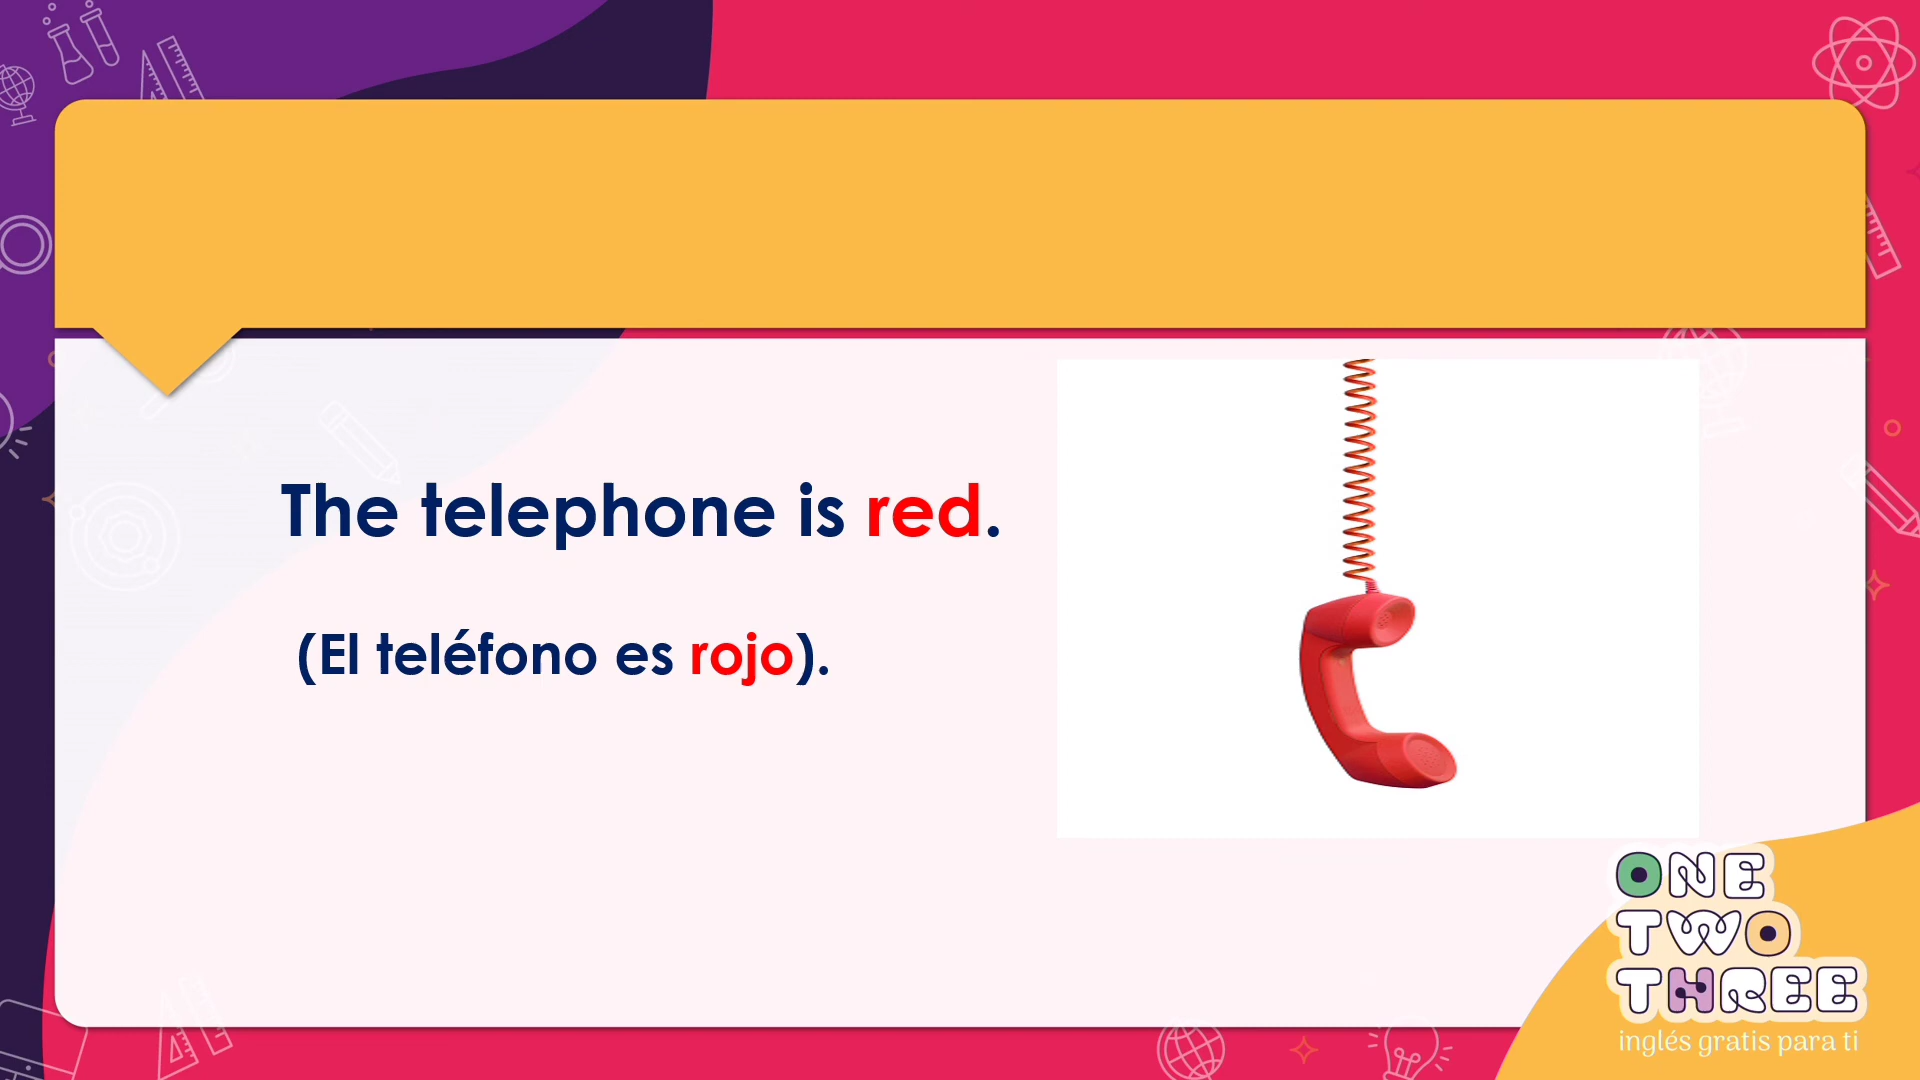 The telephone is red.
(El teléfono es rojo).
ONE
TWO
THREE
inglés gratis para ti